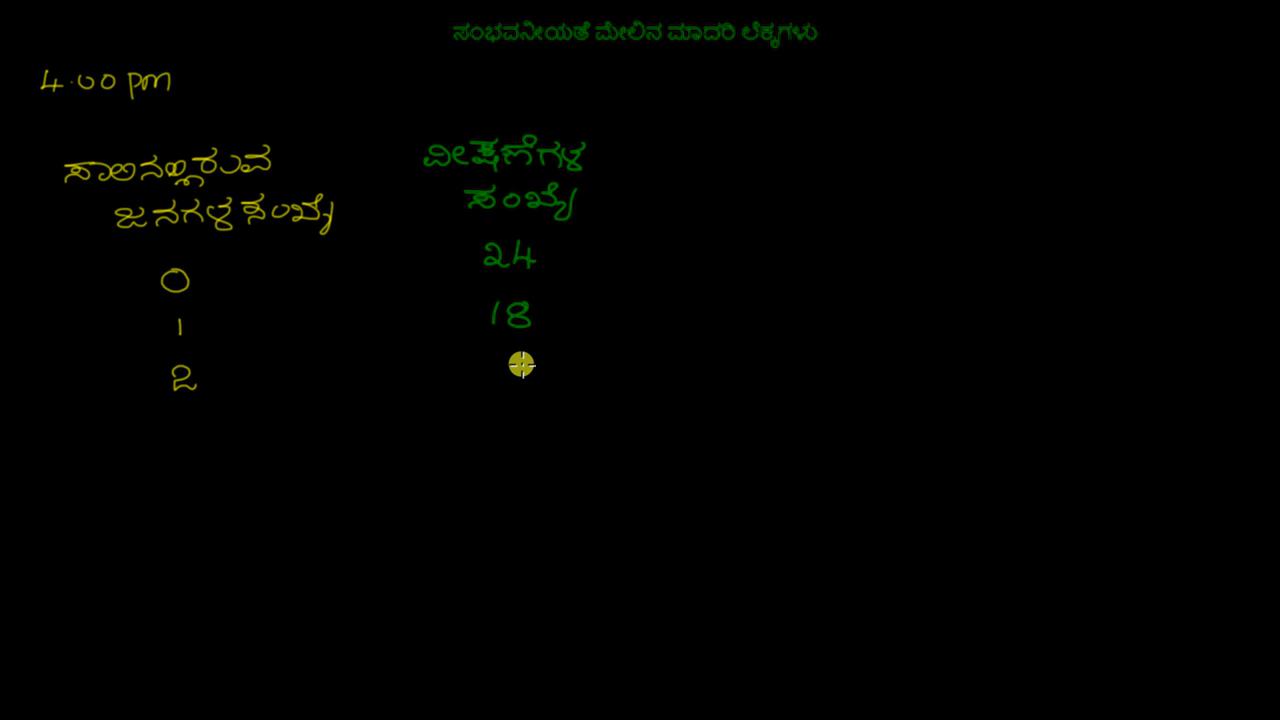 ಸಂಭವನೀಯತೆ ಮೇಲಿನ ಮಾದರಿ ಲೆಕ್ಕಗಳು
4.00 pm
ಸಾಲಿನಲ್ಲಿರುವ
ಜನಗಳ ಸಂಖ್ಯೆ
ವೀಕ್ಷಣೆಗಳ
ಸಂಖ್ಯೆ
0 24
1 18
2